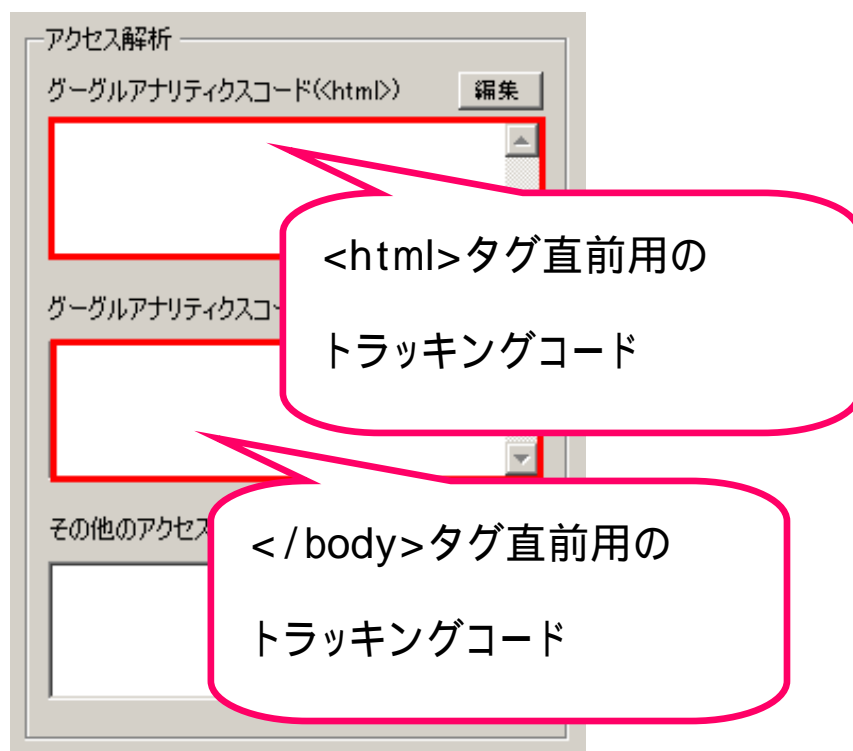 アクセス解析
グーグルアナリティクスコード(<html>)
編集
<html>タグ直前用の
トラッキングコード
グーグルアナリティクスコー
</body>タグ直前用の
トラッキングコード
その他のアクセス